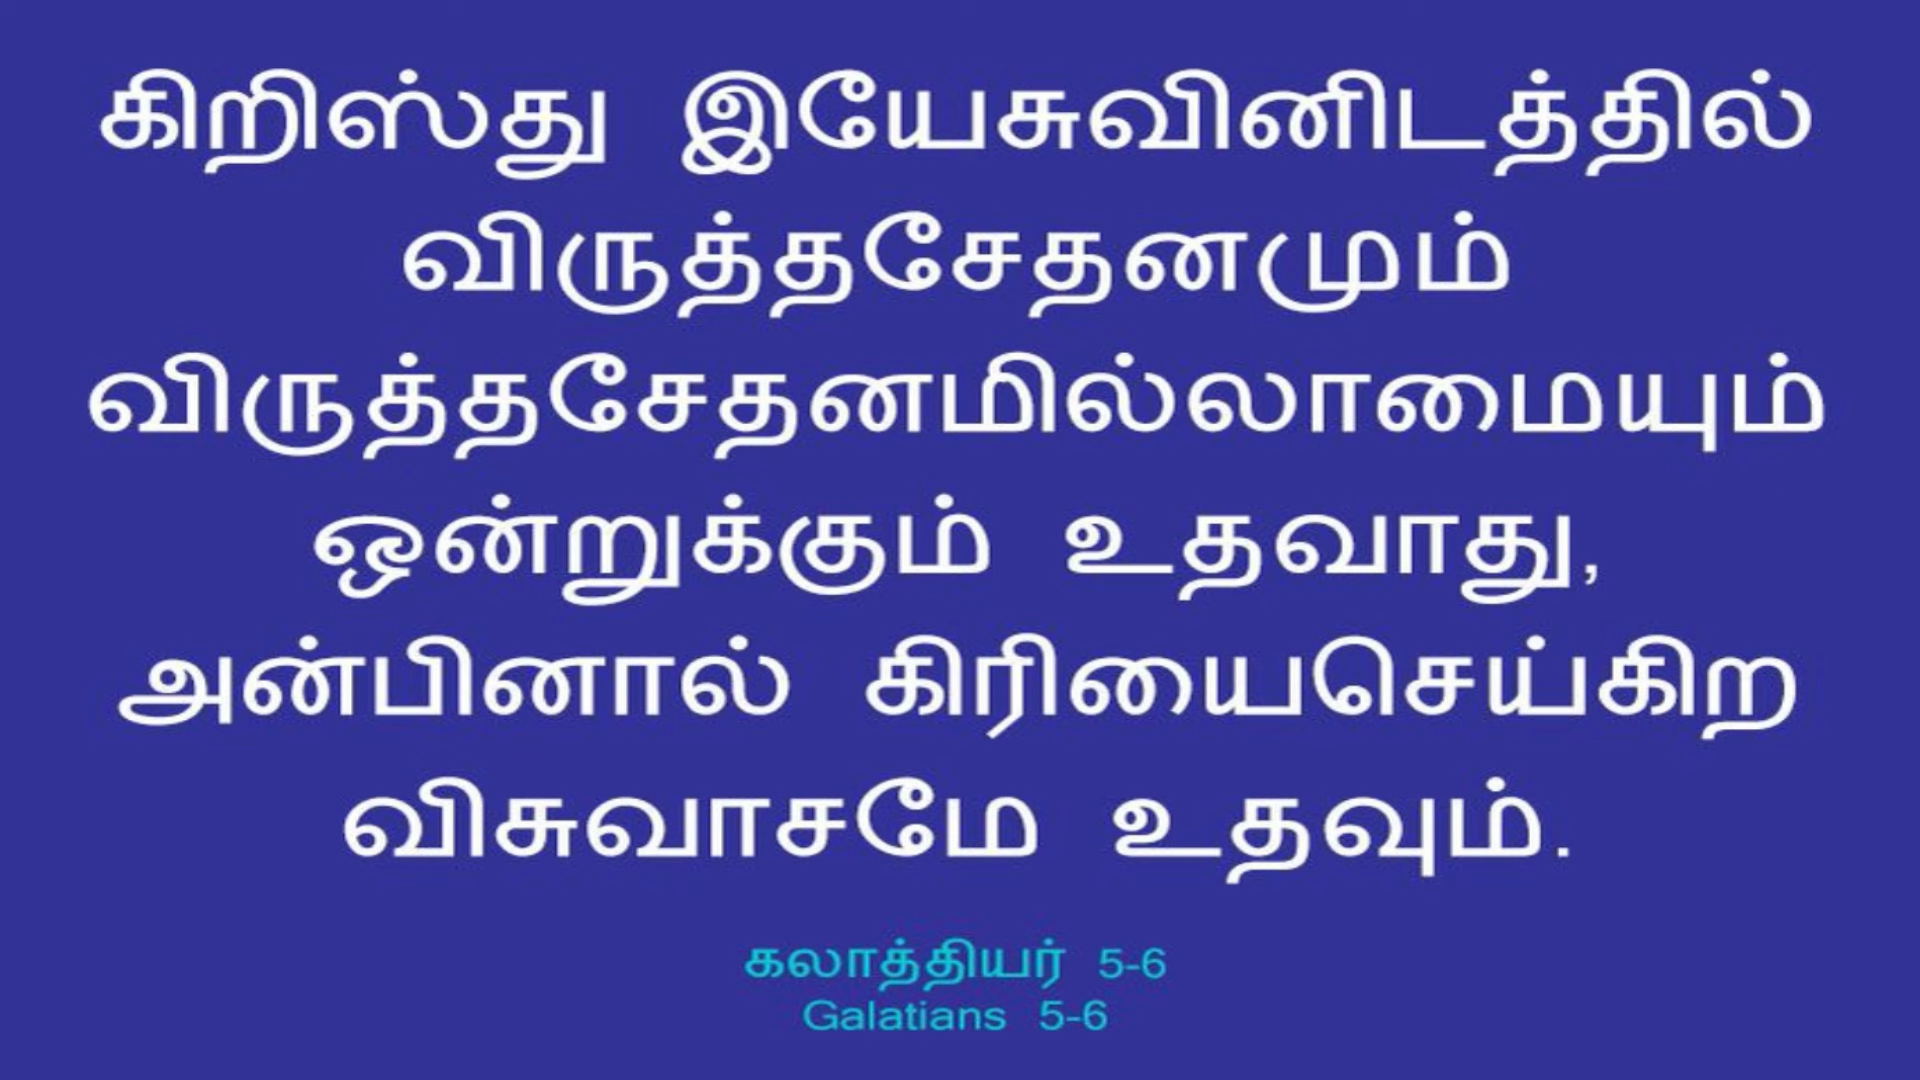 கிறிஸ்து இயேசுவினிடத்தில்
விருத்தசேதனமும்
விருத்தசேதனமில்லாமையும்
ஒன்றுக்கும் உதவாது,
அன்பினால் கிரியைசெய்கிற
விசுவாசமே உதவும்.
கலாத்தியர் 5-6
Galatians 5-6